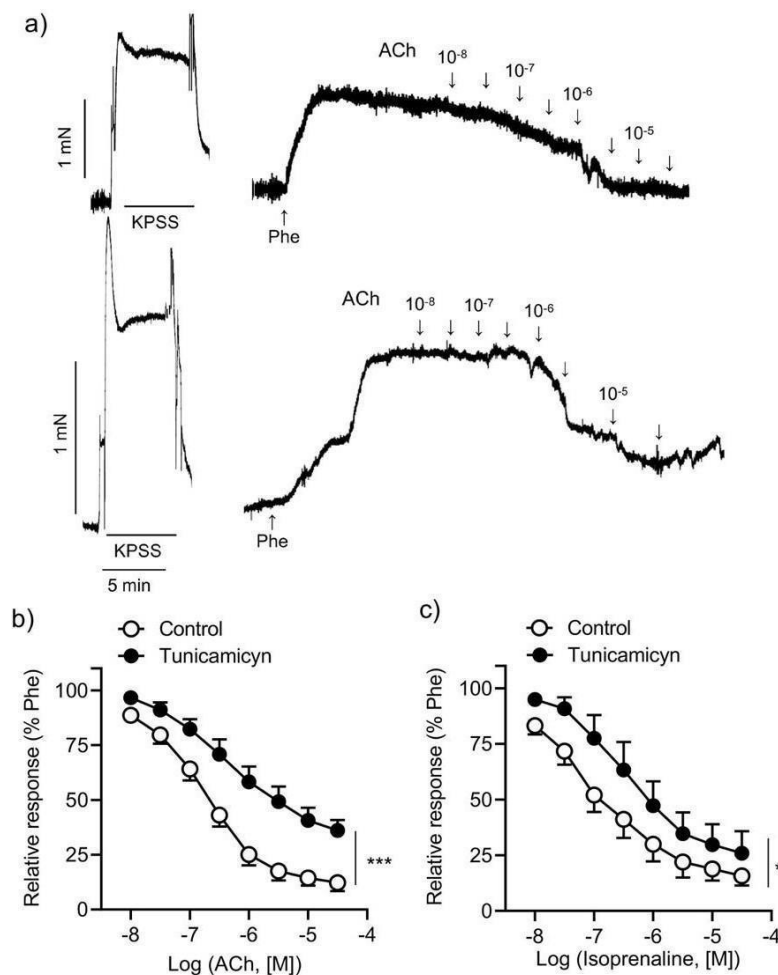 a)
ACh
10-8
10-7
10-6
10-5
1 mN
KPSS
Phe
ACh
10-8
10-7
10-6
10-5
1 mN
KPSS
Phe
5 min
b)
Control
Tunicamicyn
Relative response (% Phe)
100
75
50
25
0
***
-8 -7 -6 -5 -4
Log (ACh, [M])
c)
Control
Tunicamicyn
Relative response (% Phe)
100
75
50
25
0
*
-8 -7 -6 -5 -4
Log (Isoprenaline, [M])